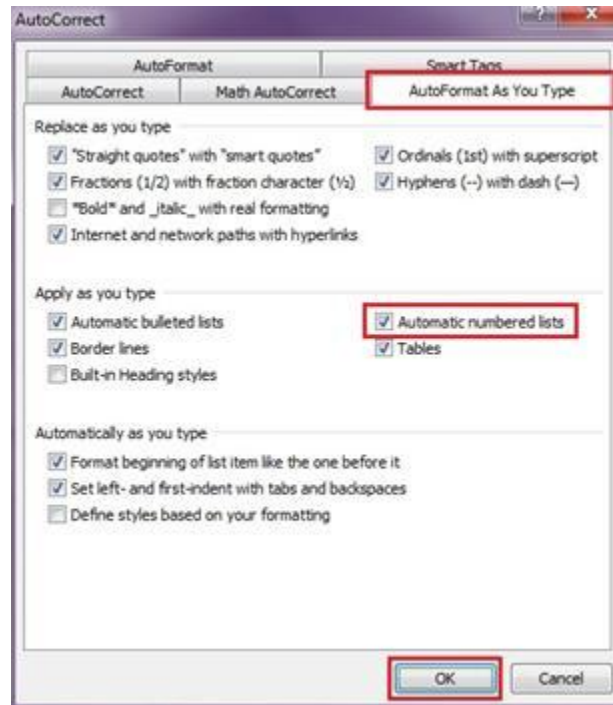 AutoCorrect
AutoFormat Smart Tags
AutoCorrect Math AutoCorrect AutoFormat As You Type
Replace as you type
"Straight quotes" with "smart quotes" Ordinals (1st) with superscript
Fractions (1/2) with fraction character (½) Hyphens (--) with dash (—)
*Bold* and _italic_ with real formatting
Internet and network paths with hyperlinks
Apply as you type
Automatic bulleted lists Automatic numbered lists
Border lines Tables
Built-in Heading styles
Automatically as you type
Format beginning of list item like the one before it
Set left- and first-indent with tabs and backspaces
Define styles based on your formatting
OK Cancel